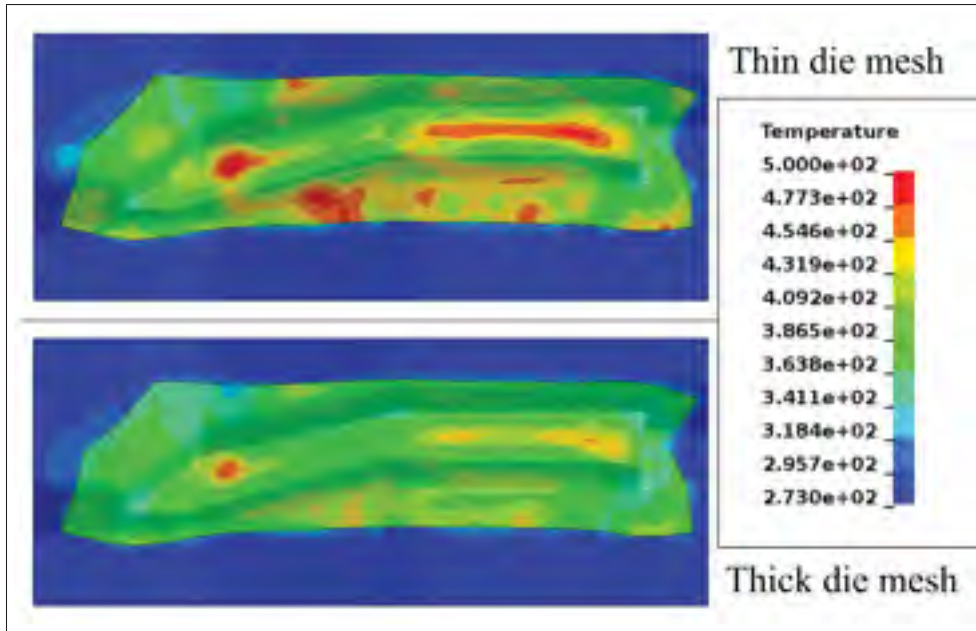 Thin die mesh
Temperature
5.000e+02
4.773e+02
4.546e+02
4.319e+02
4.092e+02
3.865e+02
3.638e+02
3.411e+02
3.184e+02
2.957e+02
2.730e+02
Thick die mesh